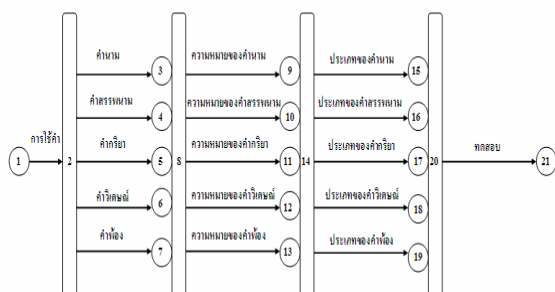 คำนาม 3 ความหมายของคำนาม 9 ประเภทของคำนาม 15
คำสรรพนาม 4 ความหมายของคำสรรพนาม 10 ประเภทของคำสรรพนาม 16
1 การใช้คำ 2 คำกริยา 5 8 ความหมายของคำกริยา 11 14 ประเภทของคำกริยา 17 20 ทดสอบ 21
คำวิเศษณ์ 6 ความหมายของคำวิเศษณ์ 12 ประเภทของคำวิเศษณ์ 18
คำพ้อง 7 ความหมายของคำพ้อง 13 ประเภทของคำพ้อง 19